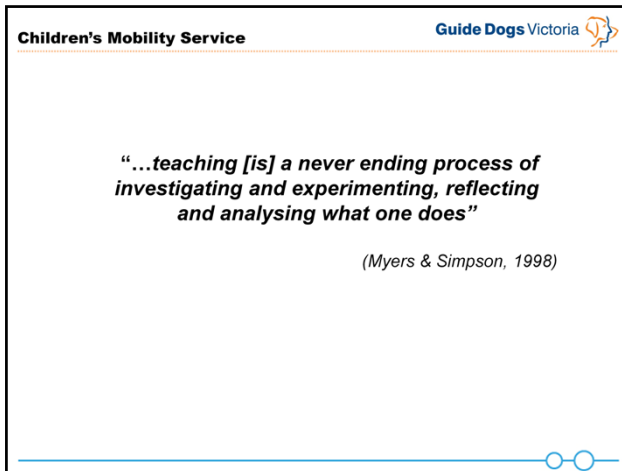 Children's Mobility Service
Guide Dogs Victoria
"...teaching [is] a never ending process of
investigating and experimenting, reflecting
and analysing what one does"
(Myers & Simpson, 1998)